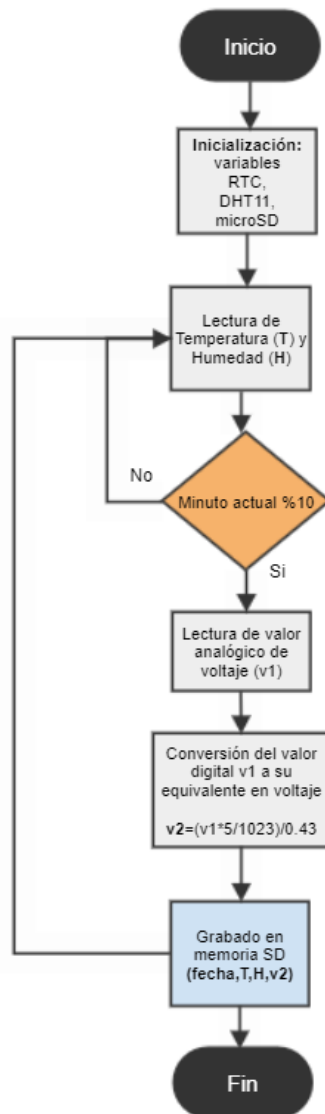 Inicio
Inicialización:
variables
RTC,
DHT11,
microSD
Lectura de
Temperatura (T) y
Humedad (H)
No
Minuto actual %10
Si
Lectura de valor
analógico de
voltaje (v1)
Conversión del valor
digital v1 a su
equivalente en voltaje
v2=(v1*5/1023)/0.43
Grabado en
memoria SD
(fecha,T,H,v2)
Fin